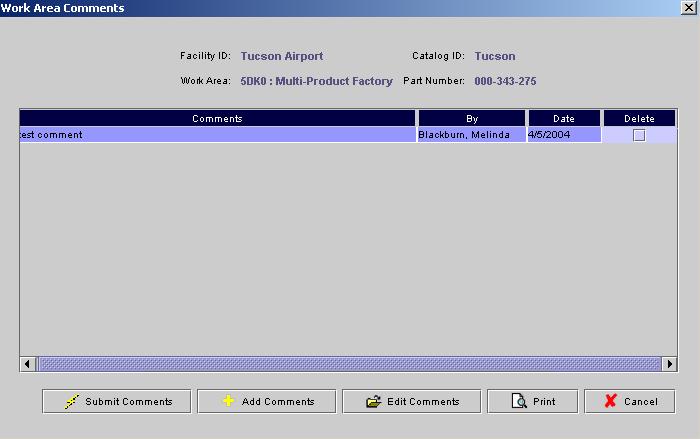 Work Area Comments
Facility ID: Tucson Airport Catalog ID: Tucson
Work Area: 5DK0 : Multi-Product Factory Part Number: 000-343-275
Comments By Date Delete
test comment Blackburn, Melinda 4/5/2004
Submit Comments Add Comments Edit Comments Print Cancel